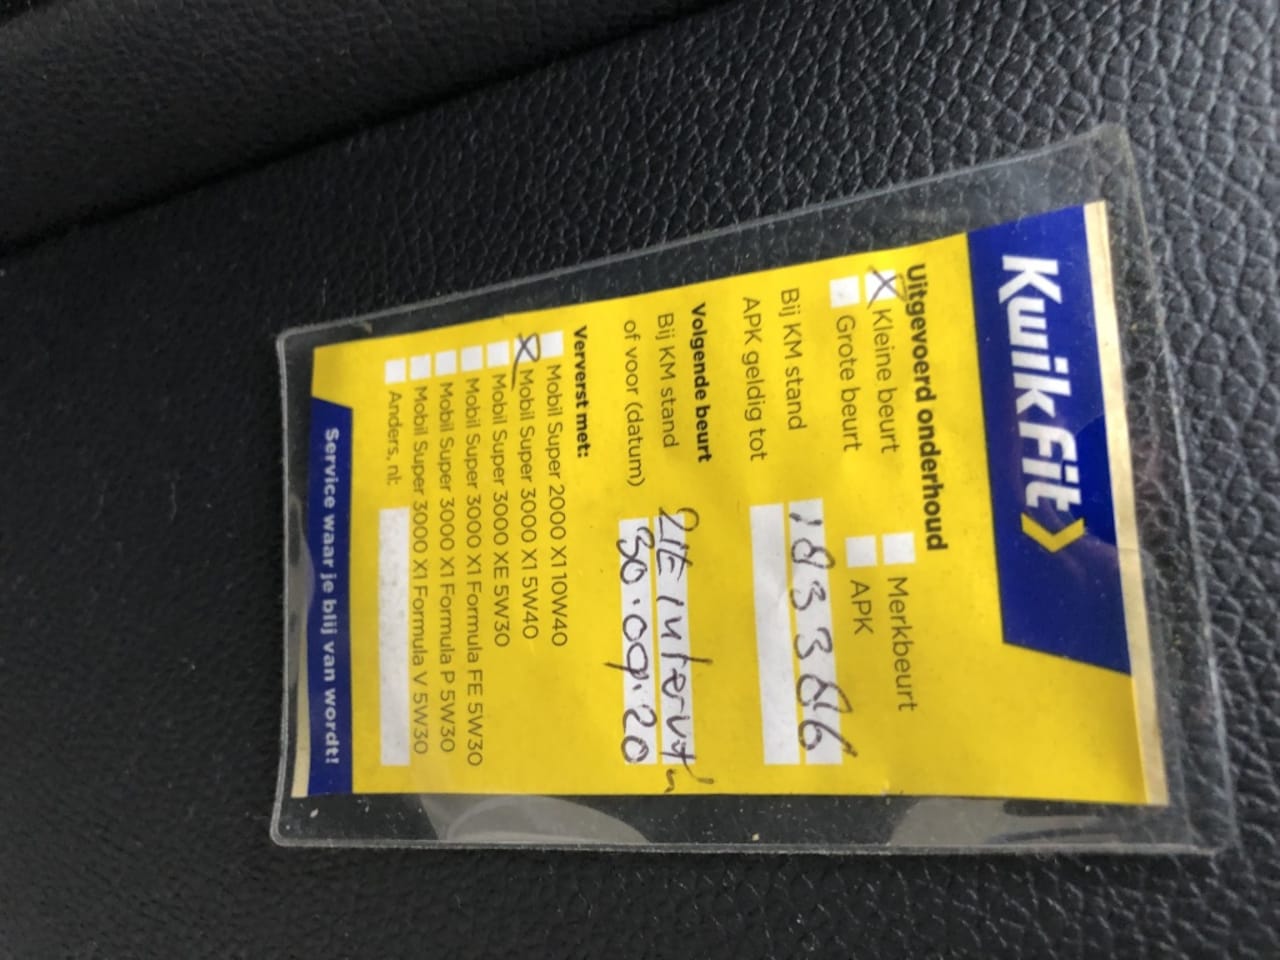 KwikFit
Uitgevoerd onderhoud
Kleine beurt Merkbeurt
Grote beurt APK
Bij KM stand 183386
APK geldig tot
Volgende beurt
Bij KM stand ZIE interval
of voor (datum) 30.09.20
Ververst met:
Mobil Super 2000 X1 10W40
Mobil Super 3000 X1 5W40
Mobil Super 3000 XE 5W30
Mobil Super 3000 X1 Formula FE 5W30
Mobil Super 3000 X1 Formula P 5W30
Mobil Super 3000 X1 Formula V 5W30
Anders, nl:
Service waar je blij van wordt!